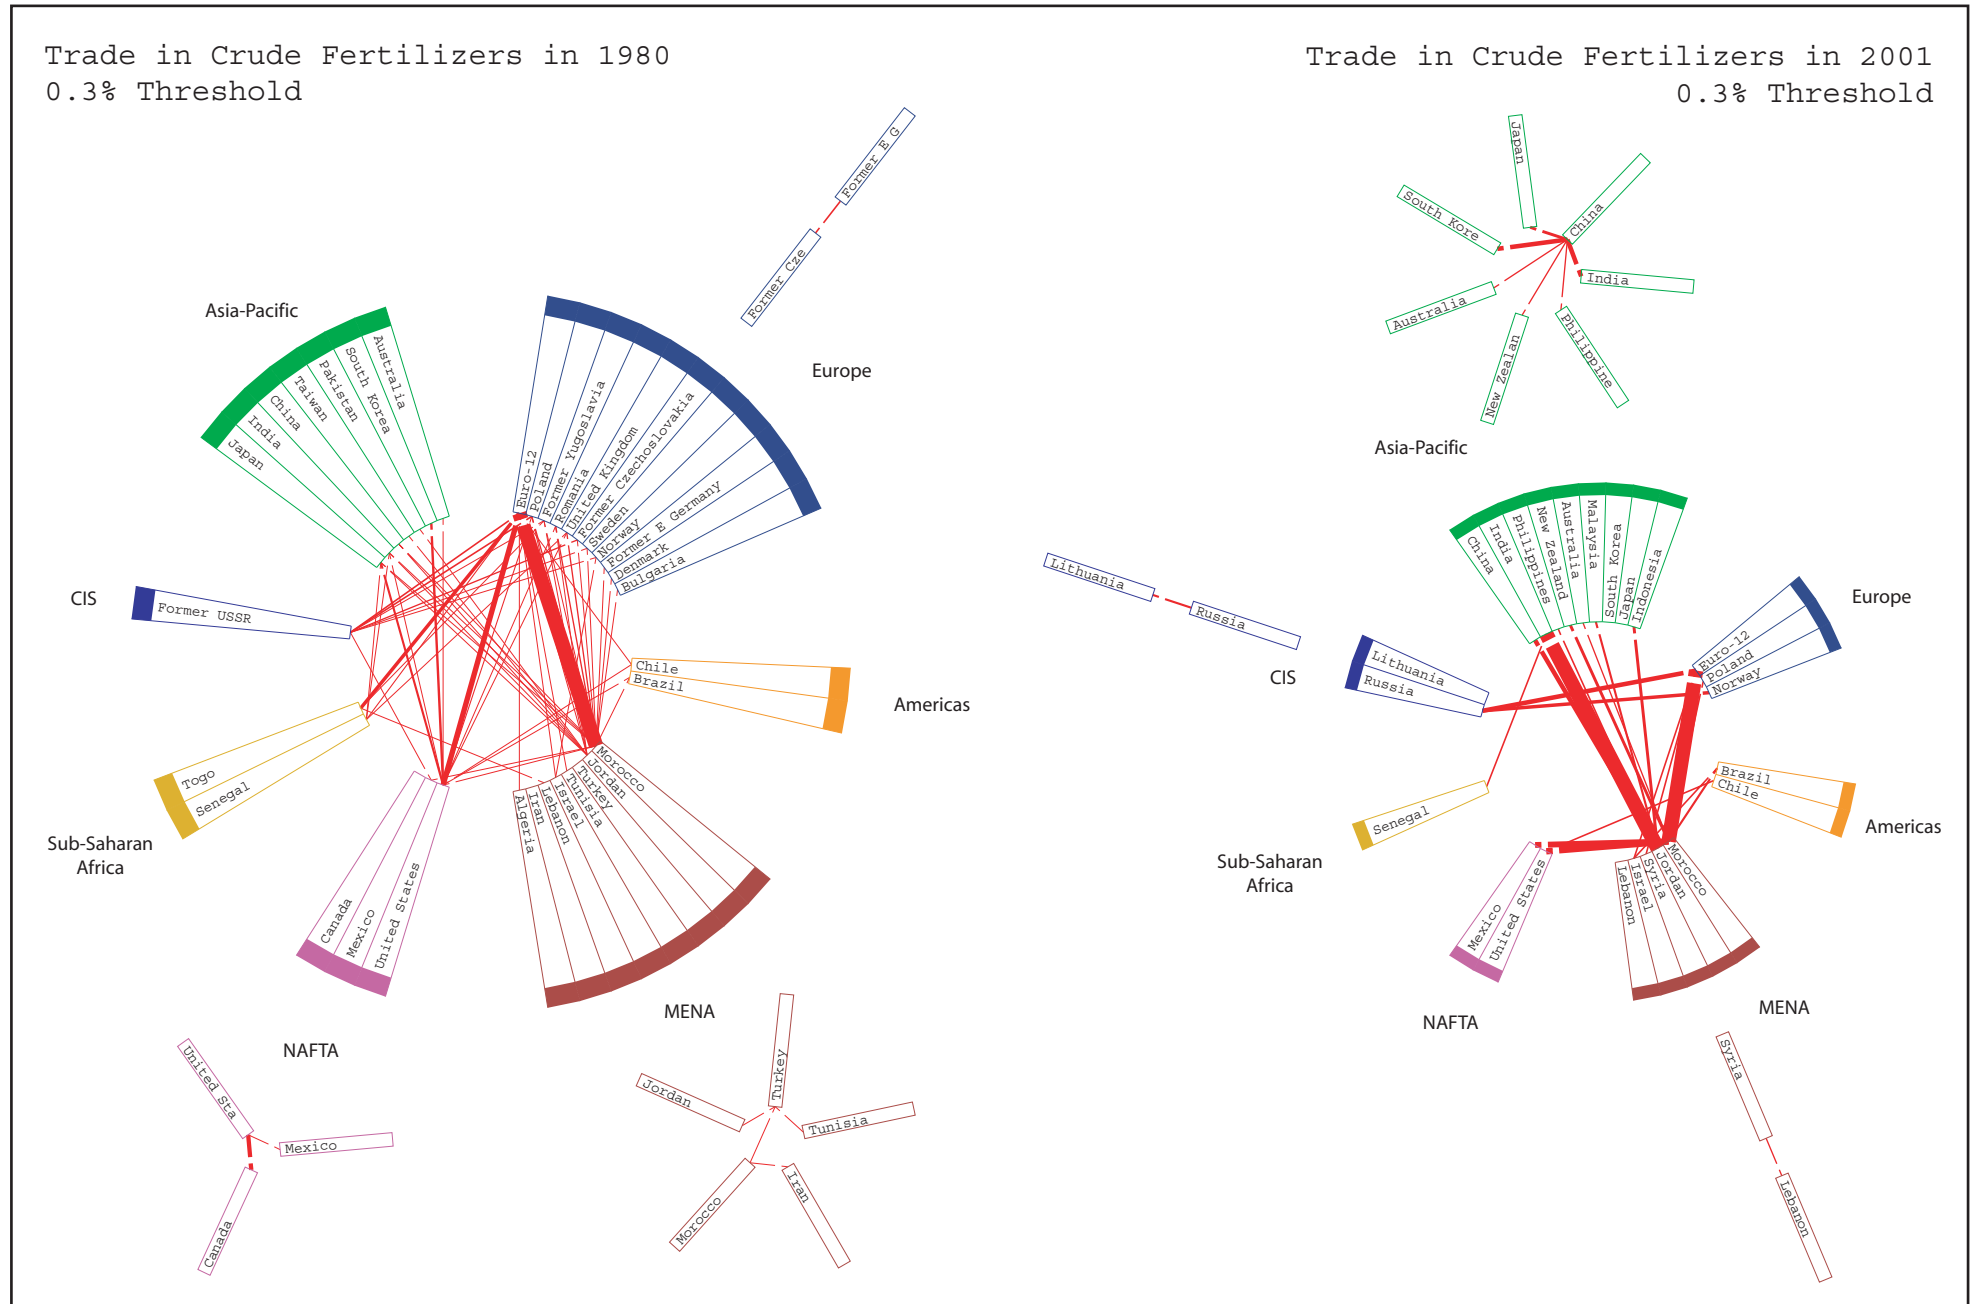 Trade in Crude Fertilizers in 1980
0.3% Threshold
Former E G
Former Cze
Asia-Pacific
Japan
India
China
Taiwan
Pakistan
South Korea
Australia
Europe
Euro-12
Poland
Former Yugoslavia
Romania
United Kingdom
Former Czechoslovakia
Sweden
Norway
Former E Germany
Denmark
Bulgaria
CIS
Former USSR
Chile
Brazil
Americas
Togo
Senegal
Sub-Saharan
Africa
Canada
Mexico
United States
NAFTA
Algeria
Iran
Lebanon
Israel
Tunisia
Turkey
Jordan
Morocco
MENA
United Sta
Mexico
Canada
Turkey
Jordan
Tunisia
Morocco
Iran
Trade in Crude Fertilizers in 2001
0.3% Threshold
Japan
China
South Kore
India
Australia
New Zealan
Philippine
Asia-Pacific
China
India
Philippines
New Zealand
Australia
Malaysia
South Korea
Japan
Indonesia
Europe
Euro-12
Poland
Norway
Lithuania
Russia
CIS
Lithuania
Russia
Brazil
Chile
Americas
Senegal
Sub-Saharan
Africa
Mexico
United States
NAFTA
Lebanon
Israel
Syria
Jordan
Morocco
MENA
Syria
Lebanon